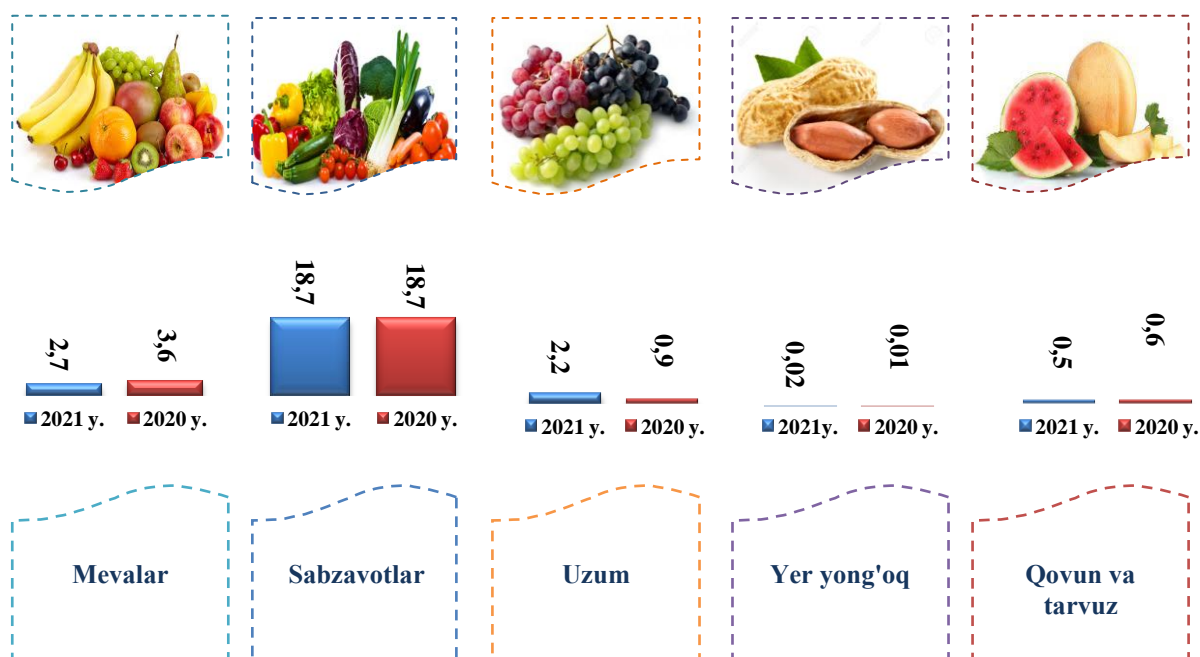 2,7
3,6
2021 y.
2020 y.
18,7
18,7
2021 y.
2020 y.
2,2
0,9
2021 y.
2020 y.
0,02
0,01
2021y.
2020 y.
0,5
0,6
2021 y.
2020 y.
Mevalar
Sabzavotlar
Uzum
Yer yong'oq
Qovun va
tarvuz